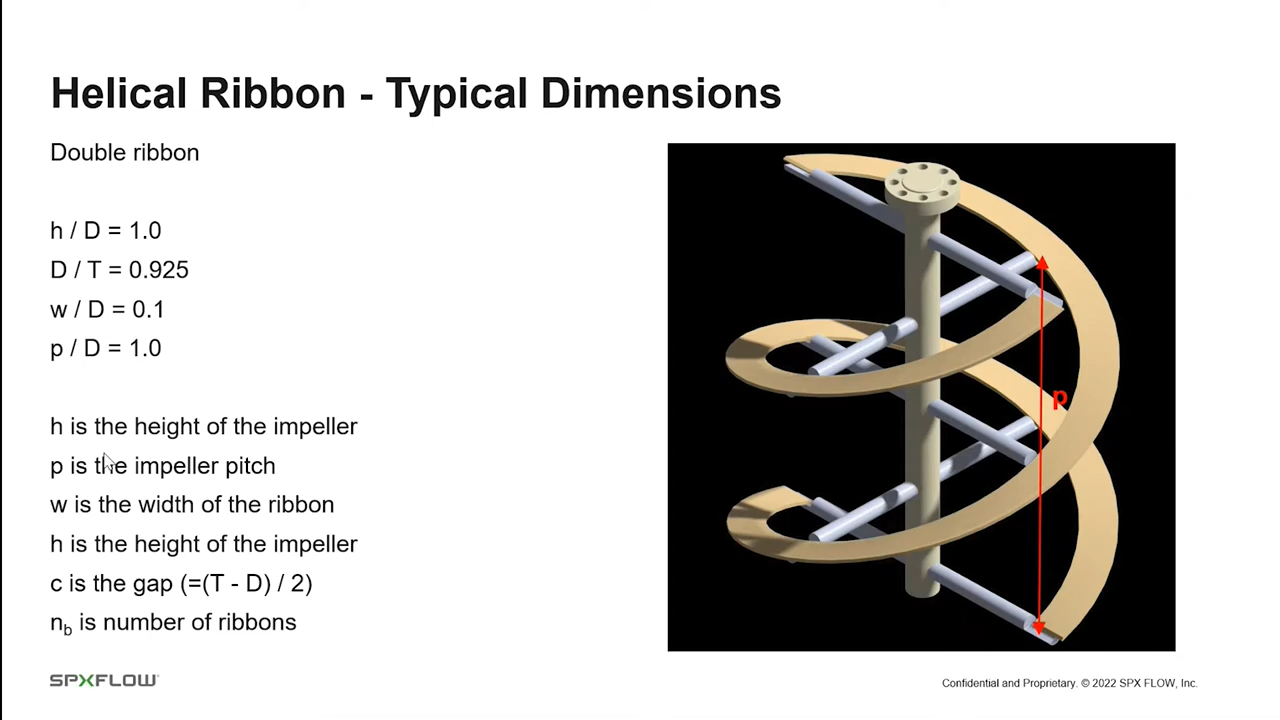 Helical Ribbon - Typical Dimensions
Double ribbon
h / D = 1.0
D / T = 0.925
w / D = 0.1
p / D = 1.0
h is the height of the impeller
p is the impeller pitch
w is the width of the ribbon
h is the height of the impeller
c is the gap (=(T - D) / 2)
nb is number of ribbons
p
SPXFLOW
Confidential and Proprietary. © 2022 SPX FLOW, Inc.